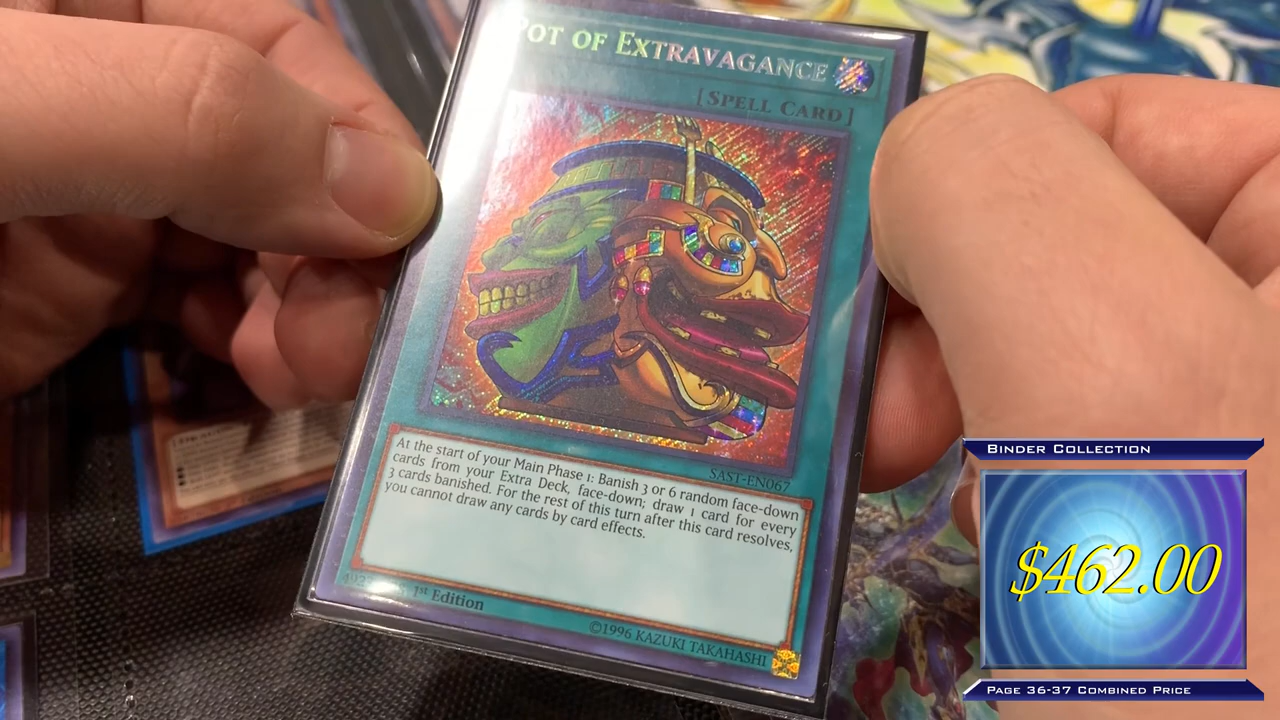 POT OF EXTRAVAGANCE
[SPELL CARD]
SAST-EN067
At the start of your Main Phase 1: Banish 3 or 6 random face-down
cards from your Extra Deck, face-down; draw 1 card for every
3 cards banished. For the rest of this turn after this card resolves,
you cannot draw any cards by card effects.
1st Edition
©1996 KAZUKI TAKAHASHI
BINDER COLLECTION
$462.00
PAGE 36-37 COMBINED PRICE